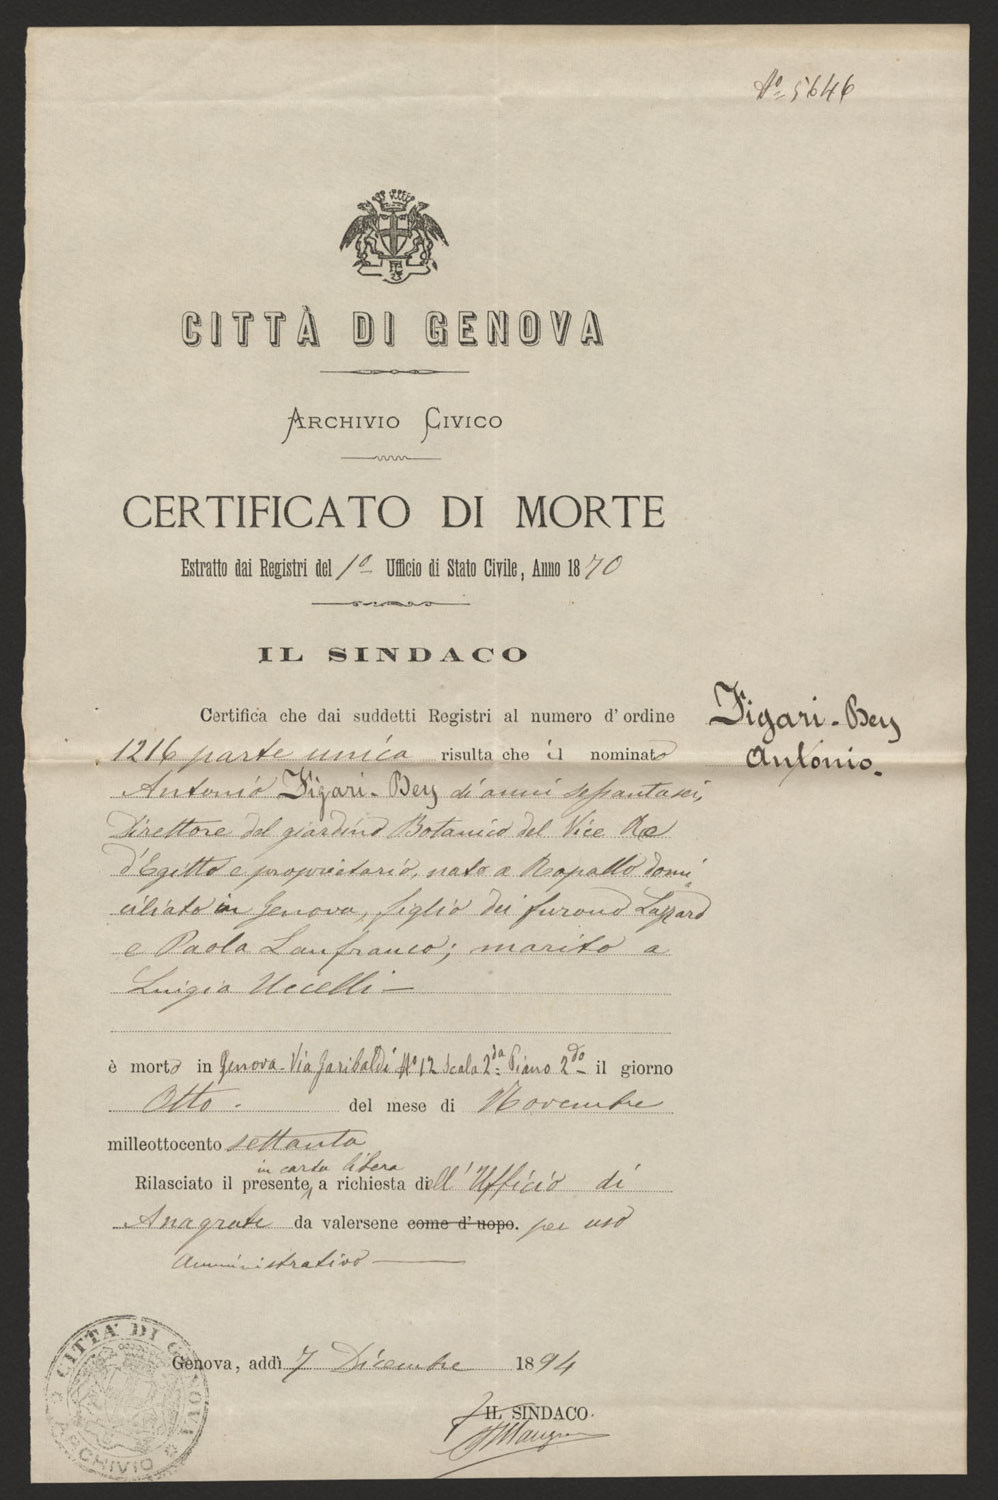 No 5646
CITTÀ DI GENOVA
ARCHIVIO CIVICO
CERTIFICATO DI MORTE
Estratto dai Registri del 1o Ufficio di Stato Civile, Anno 1870
IL SINDACO
Certifica che dai suddetti Registri al numero d'ordine
Figari-Bey
Antonio.
1216 parte unica risulta che il nominato
Antonio Figari-Bey di anni sessantasei,
Direttore del giardino Botanico del Vice Re
d'Egitto e proprietario, nato a Rapallo domi
ciliato in Genova, figlio dei furono Lazzaro
e Paola Lanfranco; marito a
Luigia Uccelli
è morto in Genova-Via Garibaldi No 12 Scala 2da Piano 2do il giorno
Otto. del mese di Novembre
milleottocento settanta
in carta libera
Rilasciato il presente, a richiesta dell'Ufficio di
Anagrafe da valersene come d'uopo. per uso
Amministrativo
Genova, addì 7 Dicembre 1894
IL SINDACO.
CITTÀ DI GENOVA
ARCHIVIO